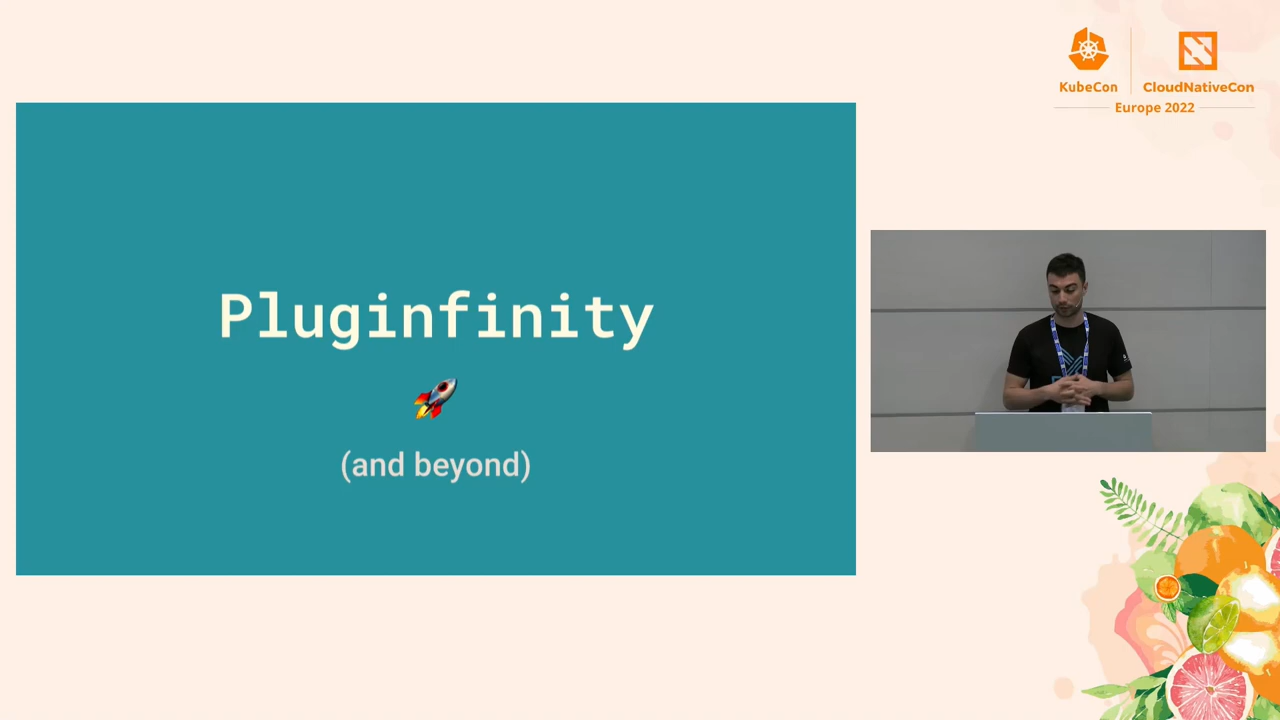 KubeCon
CloudNativeCon
Europe 2022
Pluginfinity
(and beyond)